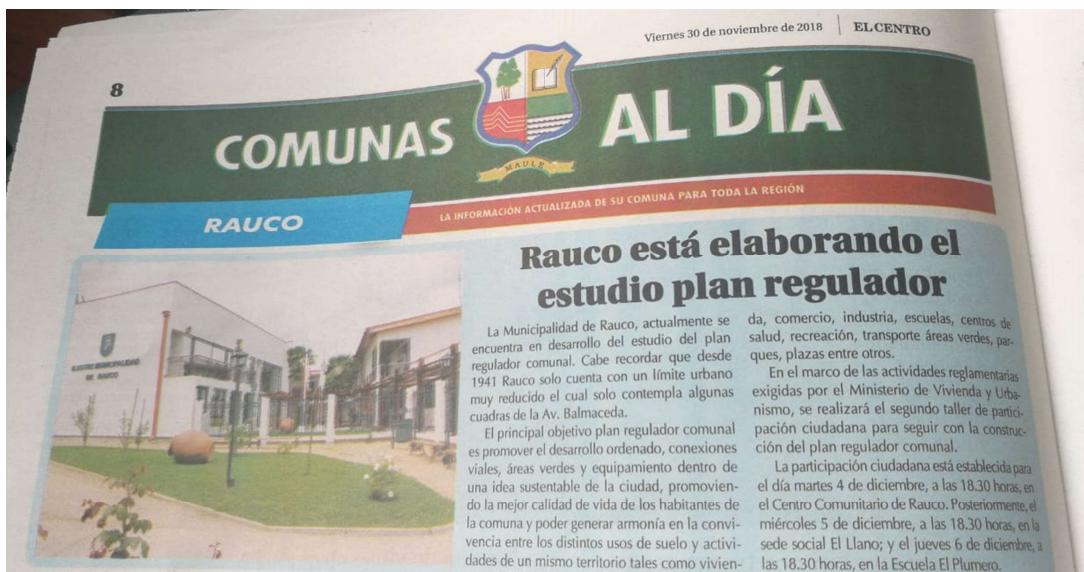 Viernes 30 de noviembre de 2018
EL CENTRO
8
COMUNAS AL DÍA
MAULE
RAUCO
LA INFORMACIÓN ACTUALIZADA DE SU COMUNA PARA TODA LA REGIÓN
Rauco está elaborando el
estudio plan regulador
ILUSTRE MUNICIPALIDAD
DE RAUCO
La Municipalidad de Rauco, actualmente se
encuentra en desarrollo del estudio del plan
regulador comunal. Cabe recordar que desde
1941 Rauco solo cuenta con un límite urbano
muy reducido el cual solo contempla algunas
cuadras de la Av. Balmaceda.
El principal objetivo plan regulador comunal
es promover el desarrollo ordenado, conexiones
viales, áreas verdes y equipamiento dentro de
una idea sustentable de la ciudad, promovien-
do la mejor calidad de vida de los habitantes de
la comuna y poder generar armonía en la convi-
vencia entre los distintos usos de suelo y activi-
dades de un mismo territorio tales como vivien-
da, comercio, industria, escuelas, centros de
salud, recreación, transporte áreas verdes, par-
ques, plazas entre otros.
En el marco de las actividades reglamentarias
exigidas por el Ministerio de Vivienda y Urba-
nismo, se realizará el segundo taller de partici-
pación ciudadana para seguir con la construc-
ción del plan regulador comunal.
La participación ciudadana está establecida para
el día martes 4 de diciembre, a las 18.30 horas, en
el Centro Comunitario de Rauco. Posteriormente, el
miércoles 5 de diciembre, a las 18.30 horas, en la
sede social El Llano; y el jueves 6 de diciembre, a
las 18.30 horas, en la Escuela El Plumero.